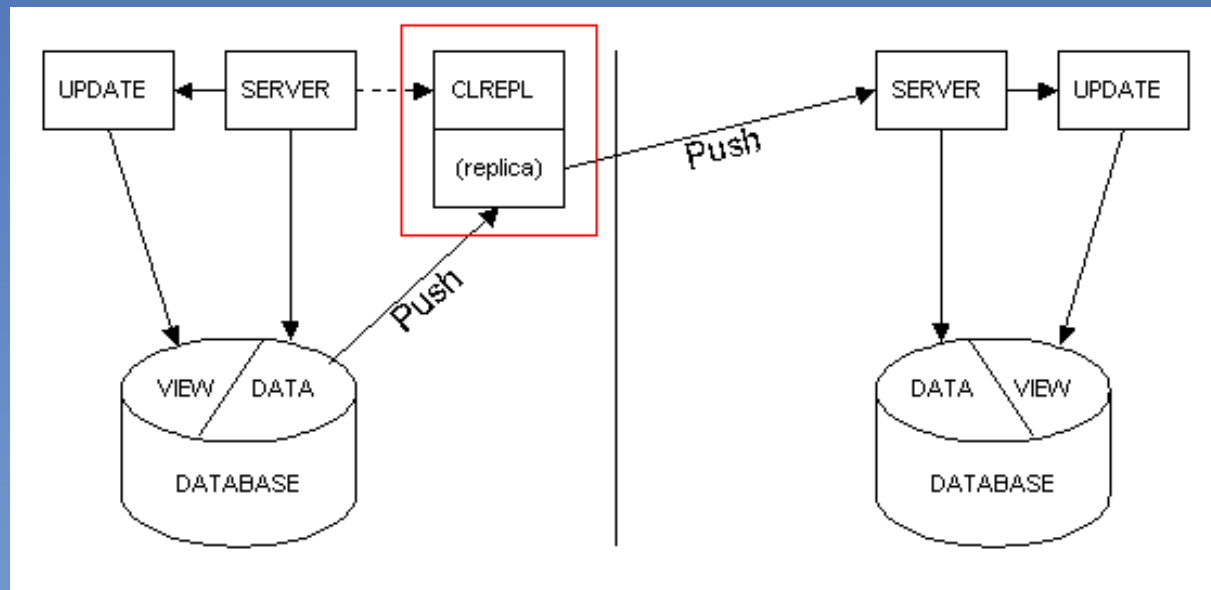 UPDATE
SERVER
CLREPL
(replica)
Push
Push
SERVER
UPDATE
VIEW
DATA
DATABASE
DATA
VIEW
DATABASE